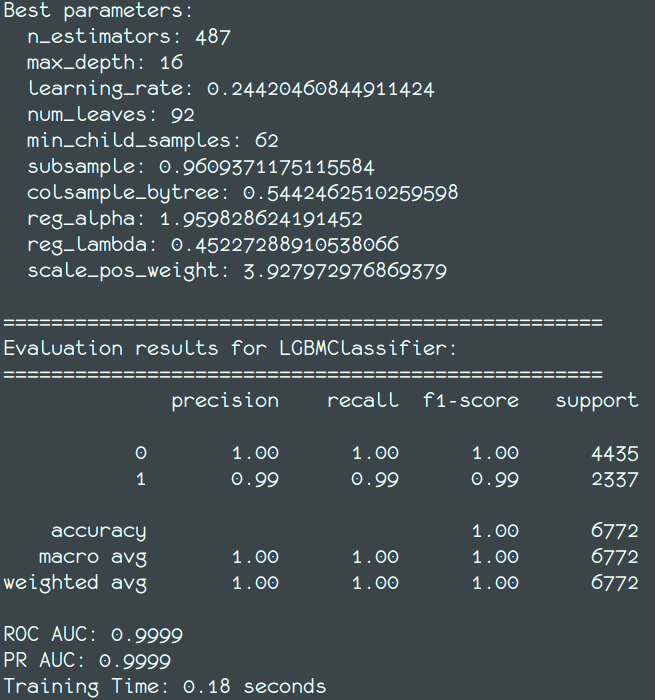 Best parameters:
n_estimators: 487
max_depth: 16
learning_rate: 0.24420460844911424
num_leaves: 92
min_child_samples: 62
subsample: 0.9609371175115584
colsample_bytree: 0.5442462510259598
reg_alpha: 1.959828624191452
reg_lambda: 0.45227288910538066
scale_pos_weight: 3.927972976869379
==================================================
Evaluation results for LGBMClassifier:
==================================================
precision recall f1-score support
0 1.00 1.00 1.00 4435
1 0.99 0.99 0.99 2337
accuracy 1.00 6772
macro avg 1.00 1.00 1.00 6772
weighted avg 1.00 1.00 1.00 6772
ROC AUC: 0.9999
PR AUC: 0.9999
Training Time: 0.18 seconds